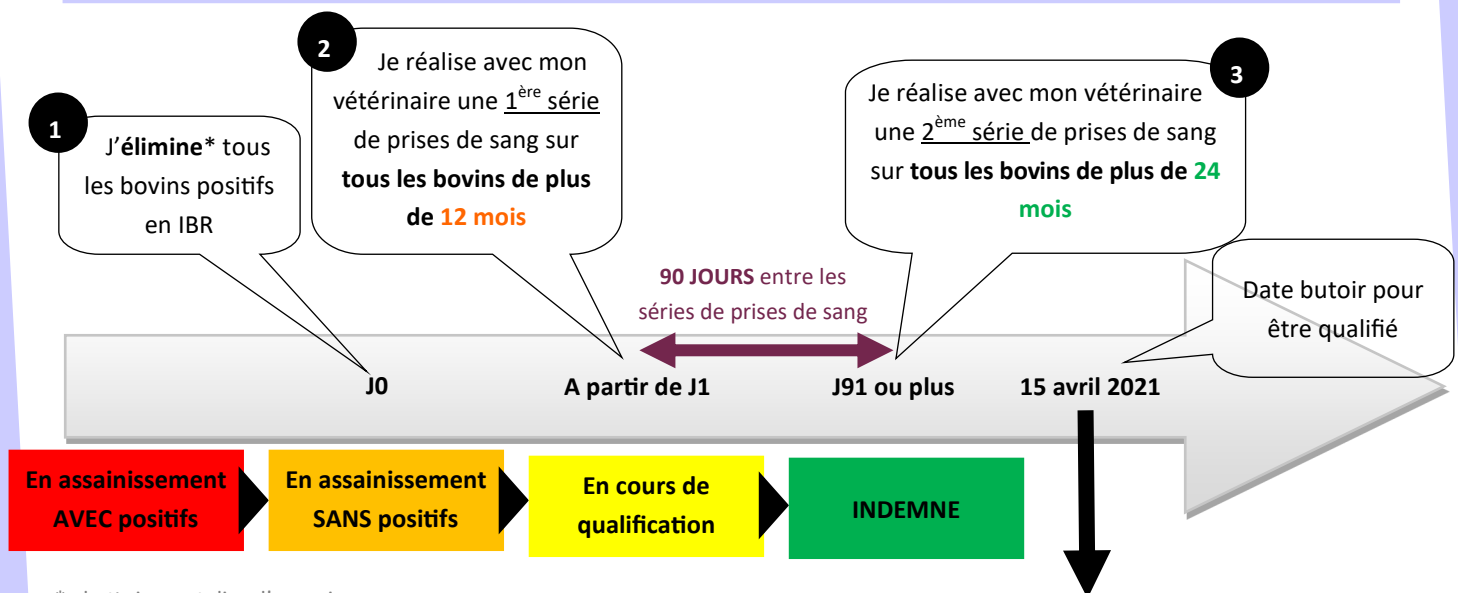 1
J’élimine* tous
les bovins positifs
en IBR
2
Je réalise avec mon
vétérinaire une 1ère série
de prises de sang sur
tous les bovins de plus
de 12 mois
3
Je réalise avec mon vétérinaire
une 2ème série de prises de sang
sur tous les bovins de plus de 24
mois
90 JOURS entre les
séries de prises de sang
Date butoir pour
être qualifié
J0
A partir de J1
J91 ou plus
15 avril 2021
En assainissement
AVEC positifs
En assainissement
SANS positifs
En cours de
qualification
INDEMNE